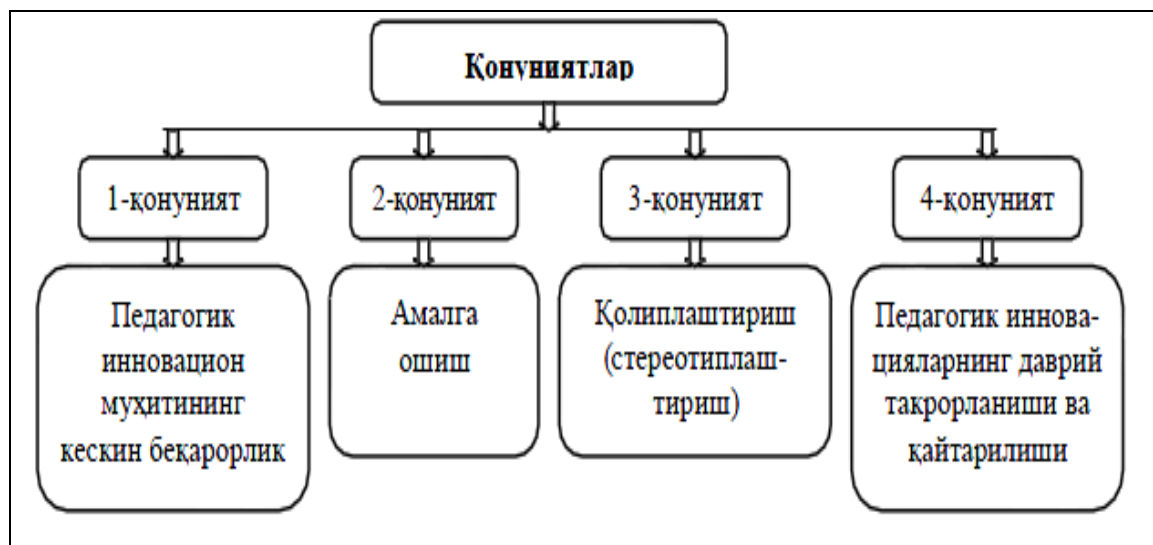 Қонуниятлар
1-қонуният
2-қонуният
3-қонуният
4-қонуният
Педагогик
инновацион
муҳитининг
кескин беқарорлик
Амалга
ошиш
Қолиплаштириш
(стереотиплаш-
тириш)
Педагогик иннова-
цияларнинг даврий
такрорланиши ва
қайтарилиши